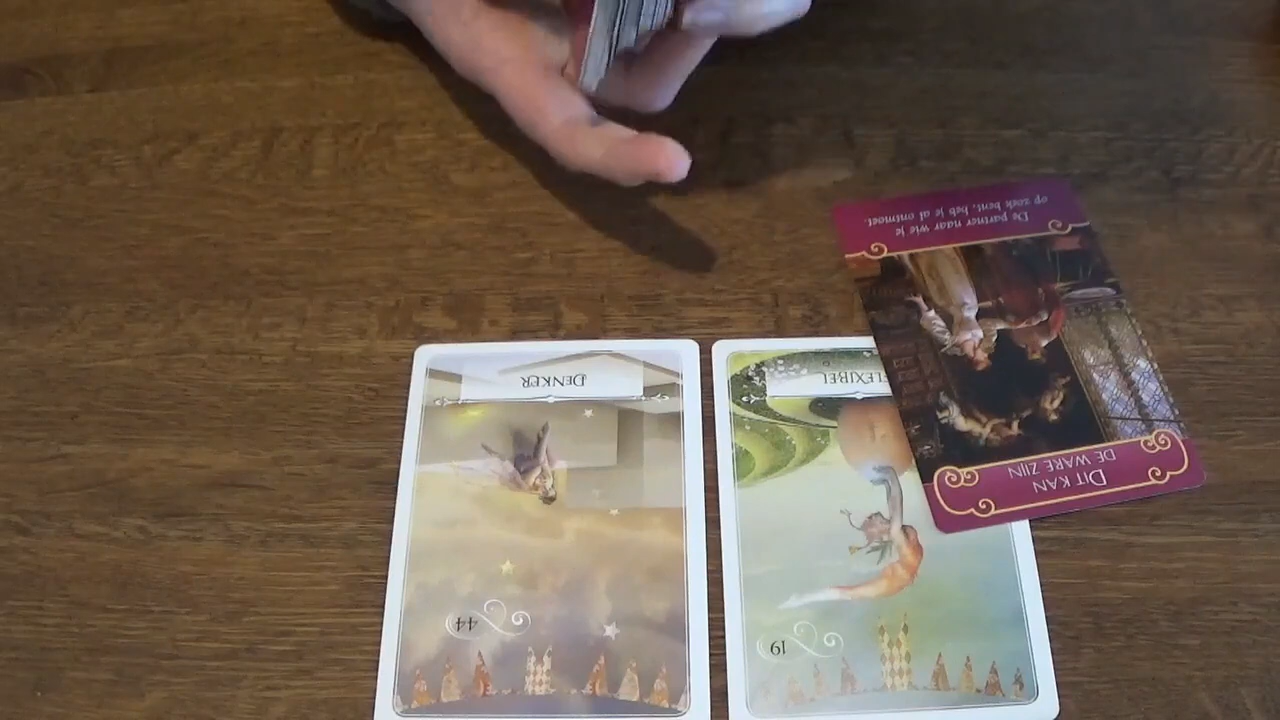 DIT KAN
DE WARE ZIJN
De partner naar wie je
op zoek bent, heb je al ontmoet.
44
DENKER
19
FLEXIBEL